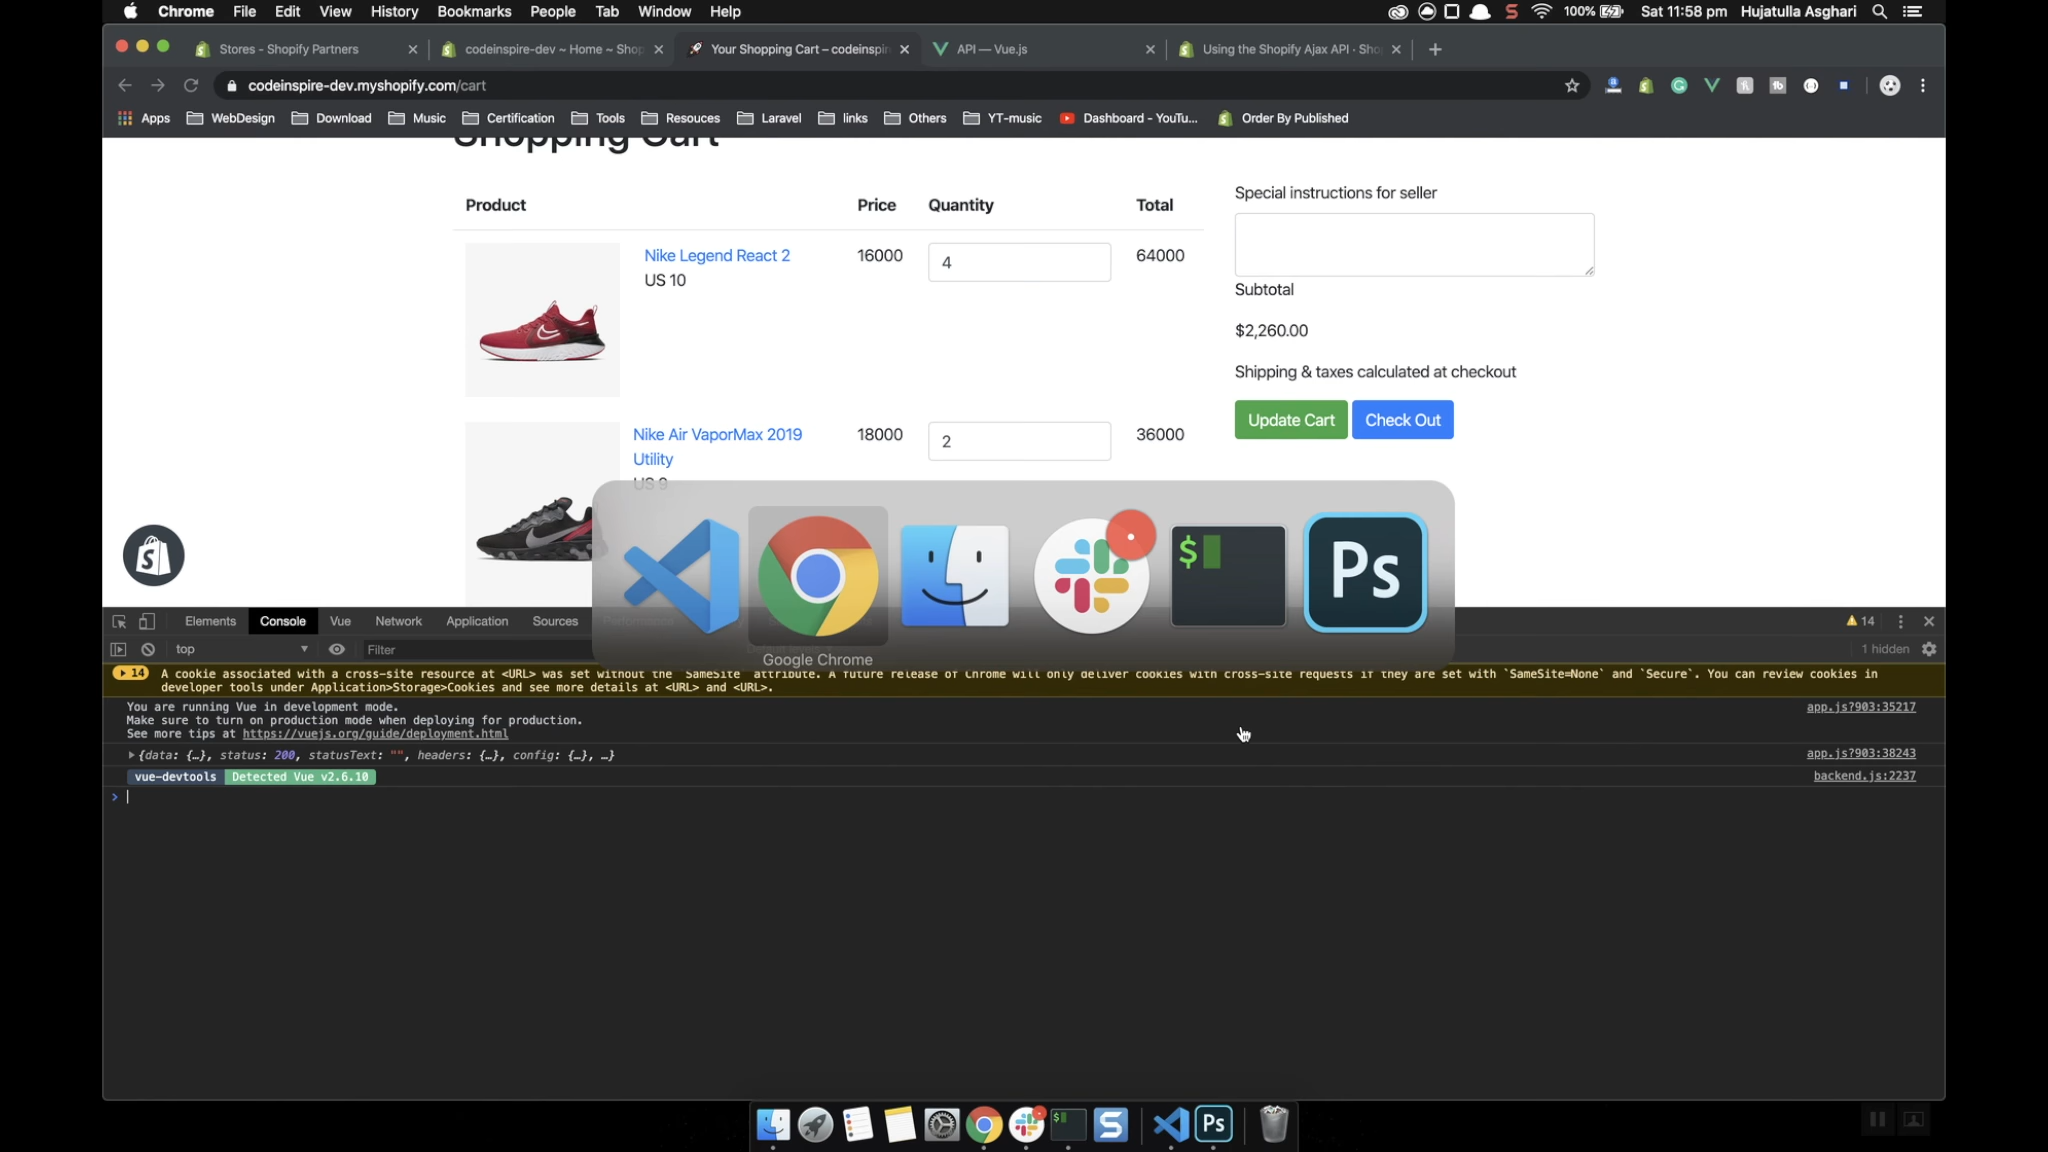 Chrome File Edit View History Bookmarks People Tab Window Help 100% Sat 11:58 pm Hujatulla Asghari
Stores - Shopify Partners codeinspire-dev ~ Home ~ Shop Your Shopping Cart – codeinspir API — Vue.js Using the Shopify Ajax API · Sho
codeinspire-dev.myshopify.com/cart
Apps WebDesign Download Music Certification Tools Resouces Laravel links Others YT-music Dashboard - YouTu... Order By Published
Shopping Cart
Special instructions for seller
Product Price Quantity Total
Nike Legend React 2 16000 4 64000
US 10
Subtotal
$2,260.00
Shipping & taxes calculated at checkout
Update Cart Check Out
Nike Air VaporMax 2019 18000 2 36000
Utility
US 9
$ Ps
Google Chrome
Elements Console Vue Network Application Sources 14
top Filter 1 hidden
14 A cookie associated with a cross-site resource at <URL> was set without the `SameSite` attribute. A future release of Chrome will only deliver cookies with cross-site requests if they are set with `SameSite=None` and `Secure`. You can review cookies in
developer tools under Application>Storage>Cookies and see more details at <URL> and <URL>.
You are running Vue in development mode. app.js?903:35217
Make sure to turn on production mode when deploying for production.
See more tips at https://vuejs.org/guide/deployment.html
{data: {…}, status: 200, statusText: "", headers: {…}, config: {…}, …} app.js?903:38243
vue-devtools Detected Vue v2.6.10 backend.js:2237
$ S Ps